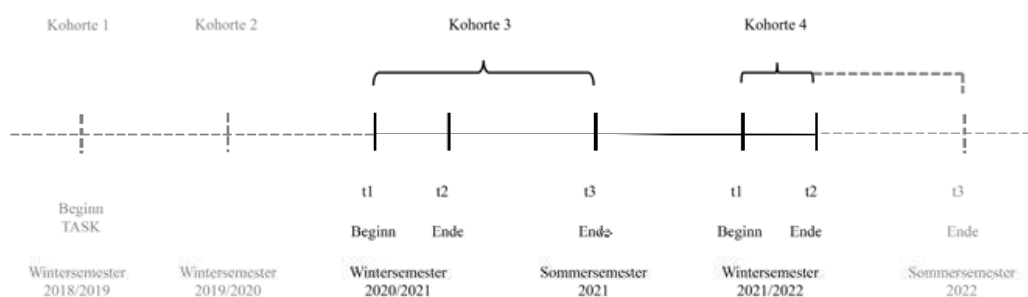 Kohorte 1 Kohorte 2 Kohorte 3 Kohorte 4
t1 t2 t3 t1 t2 t3
Beginn
TASK
Beginn Ende Ende Beginn Ende Ende
Wintersemester Wintersemester Wintersemester Sommersemester Wintersemester Sommersemester
2018/2019 2019/2020 2020/2021 2021 2021/2022 2022